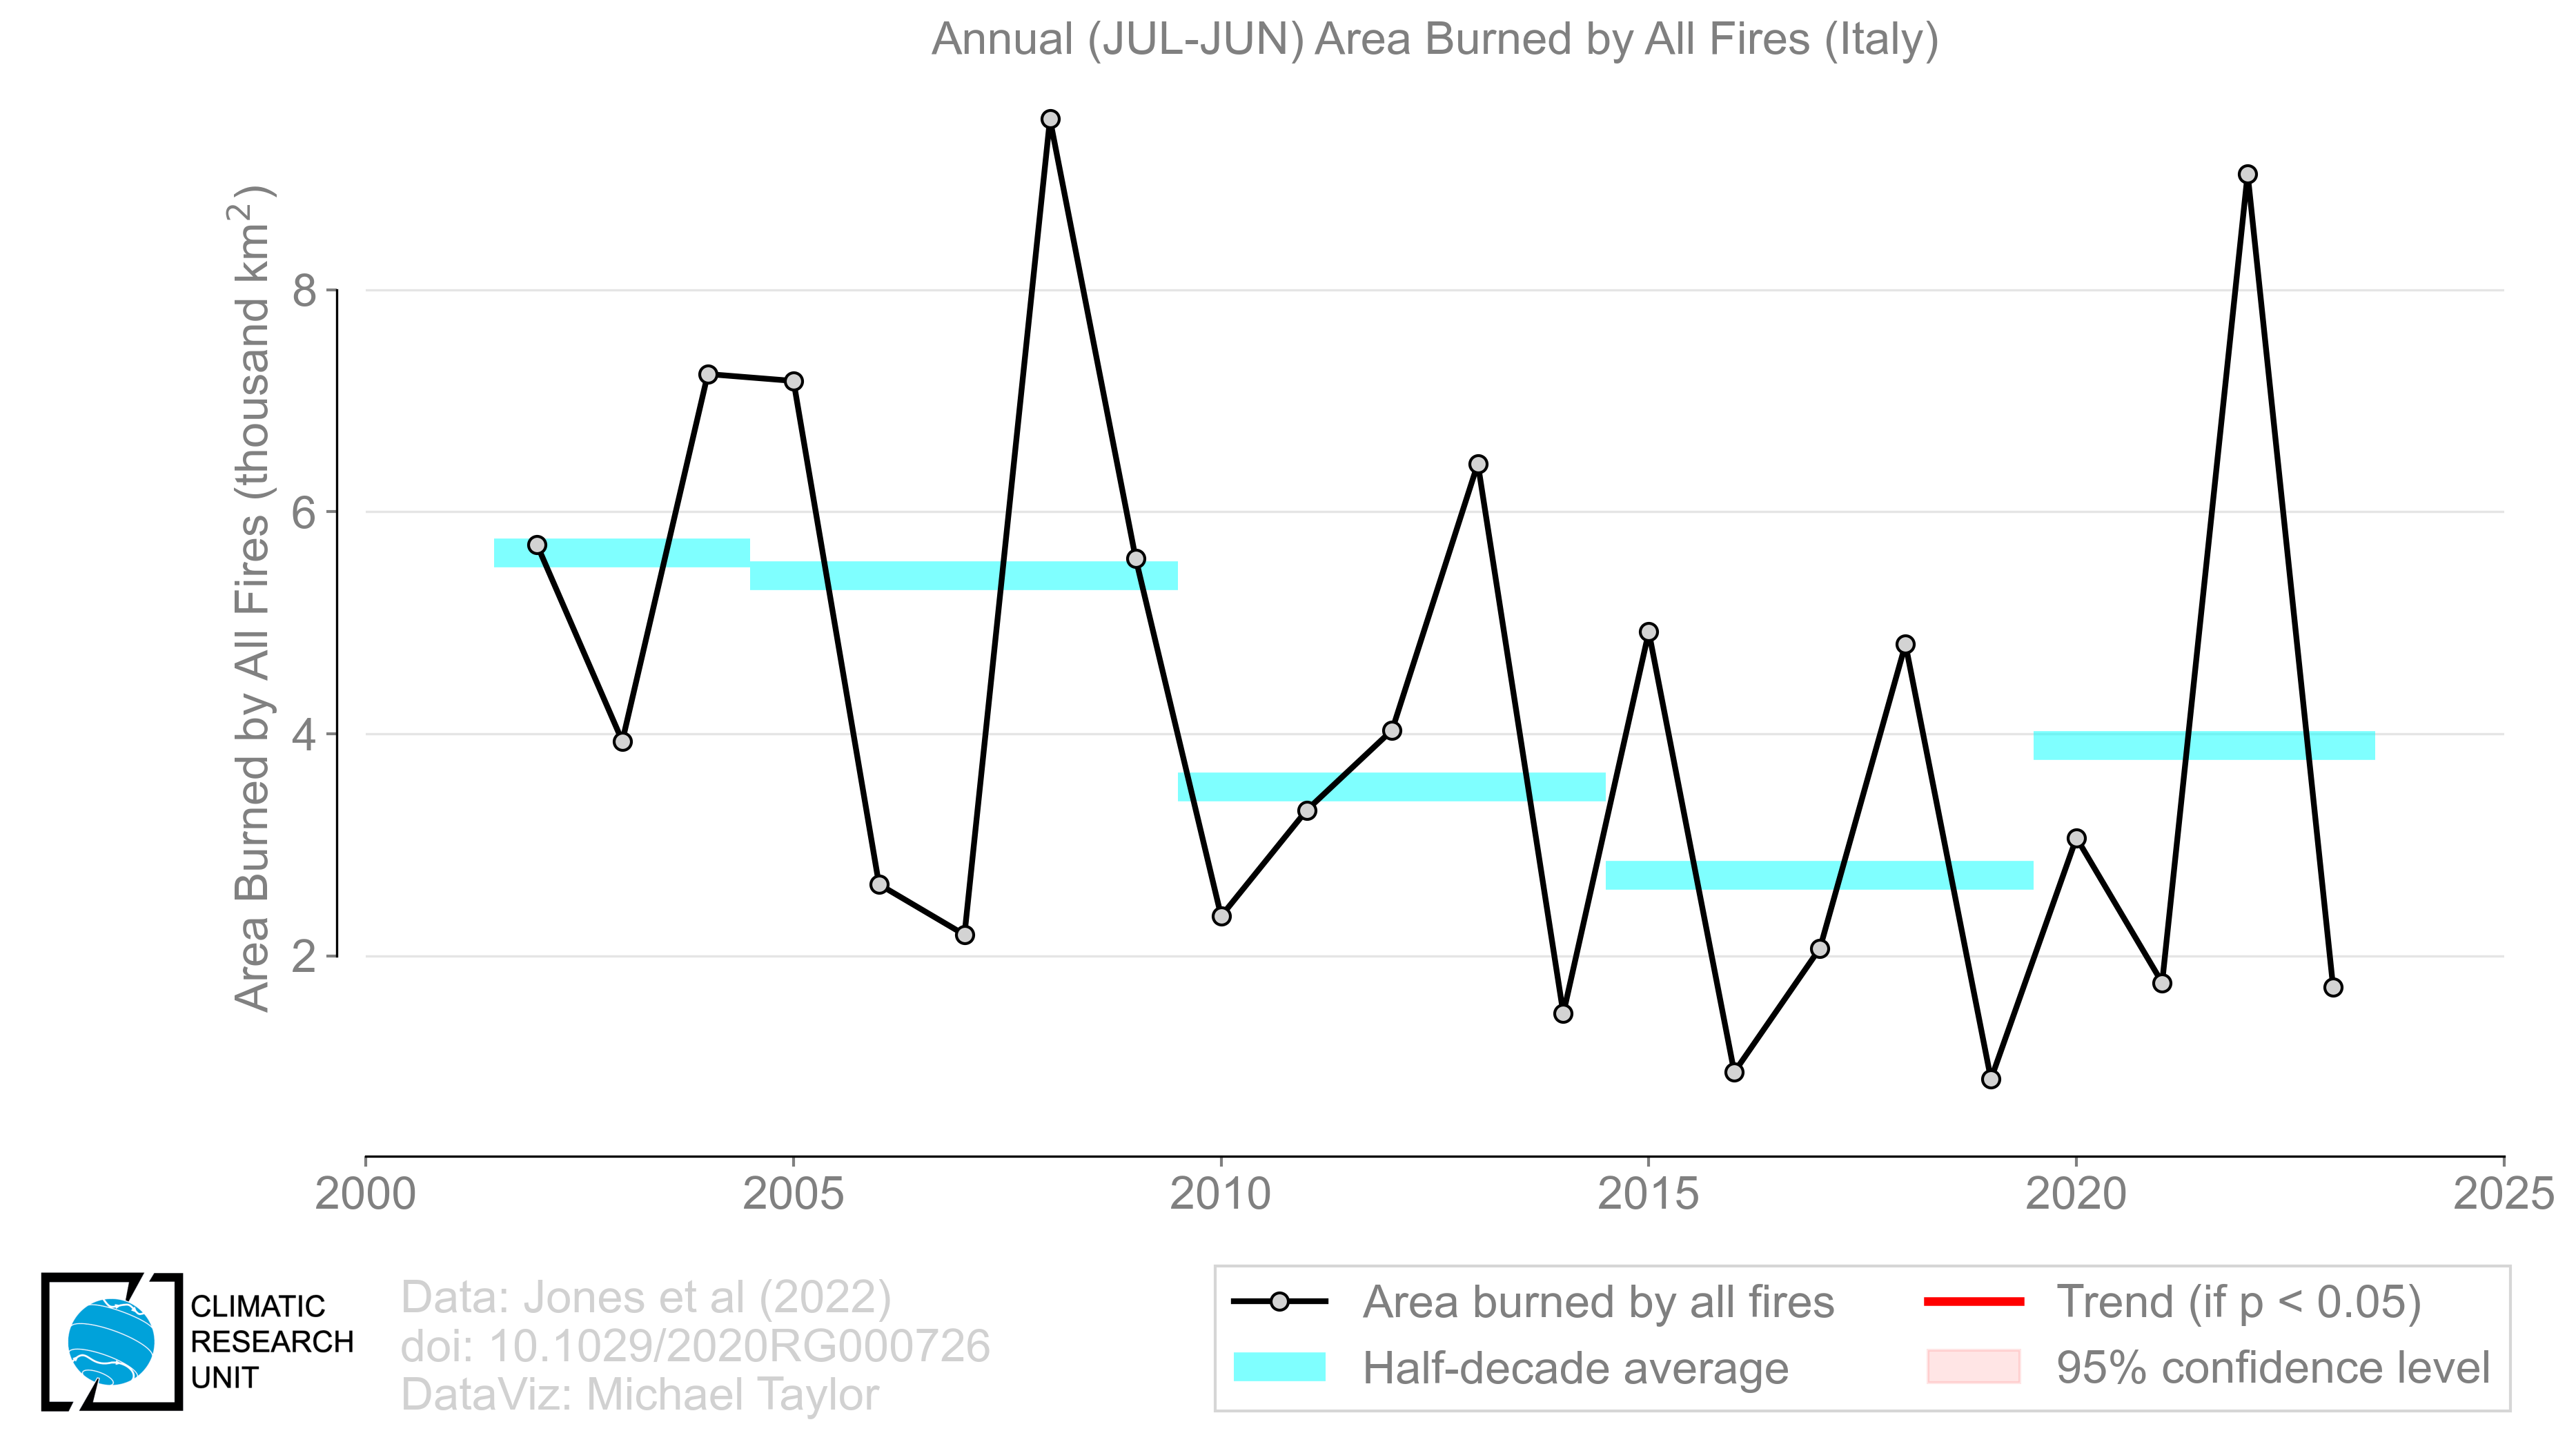 Annual (JUL-JUN) Area Burned by All Fires (Italy)
Area Burned by All Fires (thousand km²)
8
6
4
2
2000 2005 2010 2015 2020 2025
CLIMATIC
RESEARCH
UNIT
Data: Jones et al (2022)
doi: 10.1029/2020RG000726
DataViz: Michael Taylor
Area burned by all fires
Half-decade average
Trend (if p < 0.05)
95% confidence level